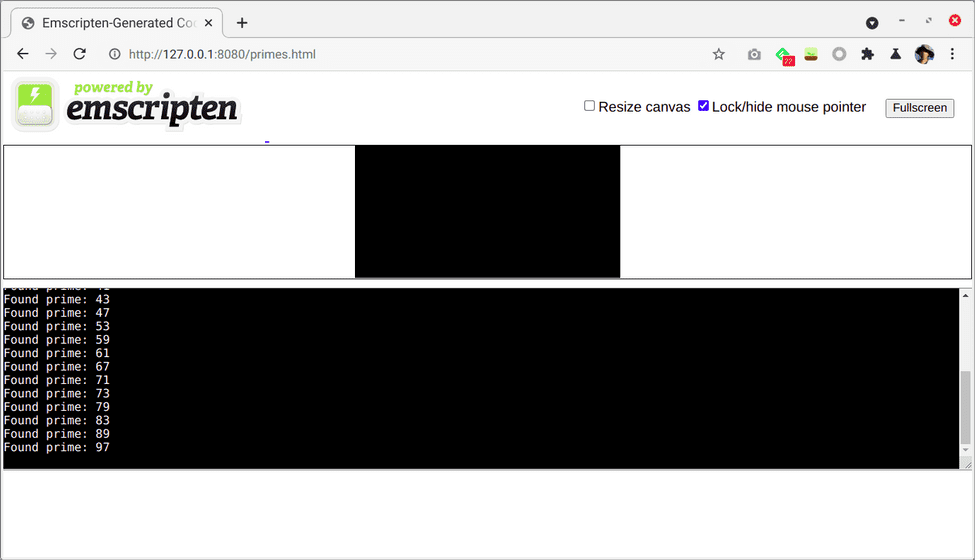 Emscripten-Generated Co
http://127.0.0.1:8080/primes.html
22
powered by
emscripten
Resize canvas Lock/hide mouse pointer Fullscreen
Found prime: 41
Found prime: 43
Found prime: 47
Found prime: 53
Found prime: 59
Found prime: 61
Found prime: 67
Found prime: 71
Found prime: 73
Found prime: 79
Found prime: 83
Found prime: 89
Found prime: 97